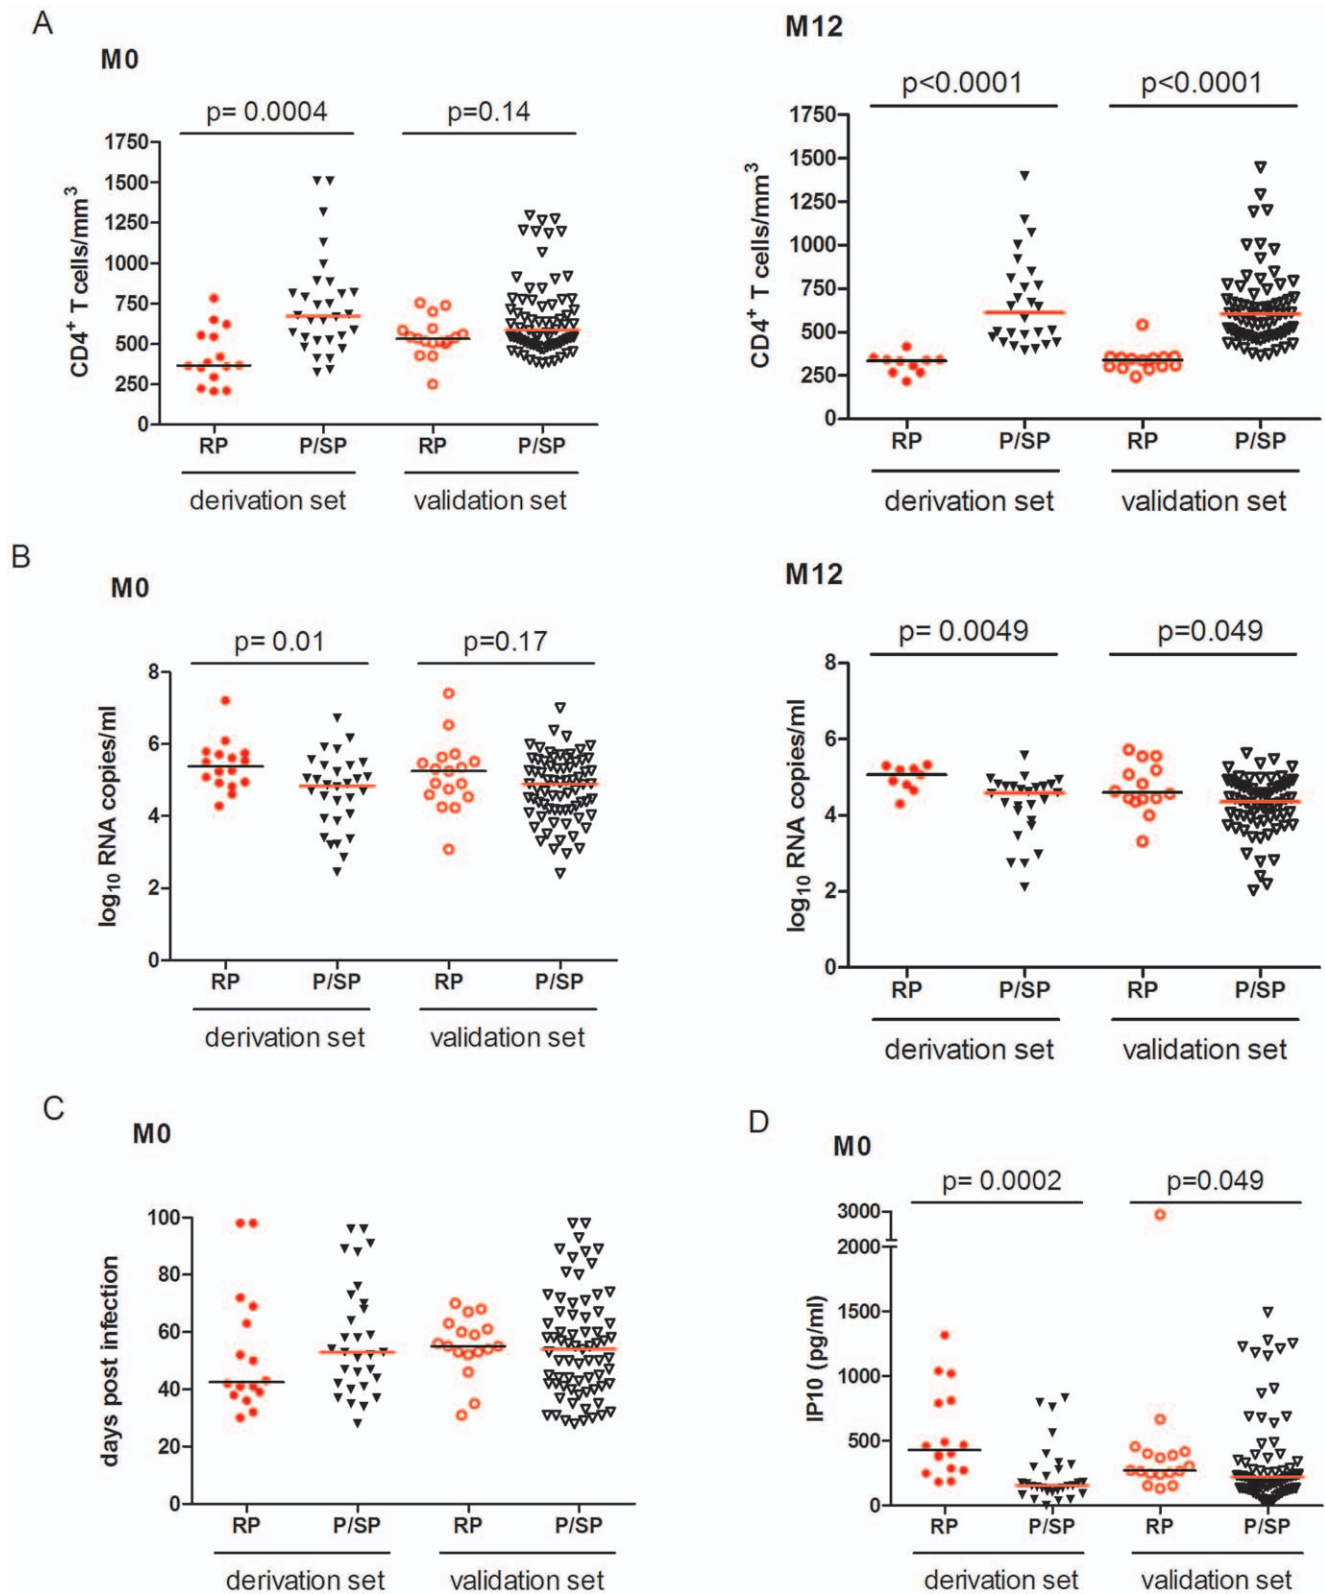 A
M0
p= 0.0004 p=0.14
CD4+ T cells/mm3
1750
1500
1250
1000
750
500
250
0
RP P/SP RP P/SP
derivation set validation set
M12
p<0.0001 p<0.0001
CD4+ T cells/mm3
1750
1500
1250
1000
750
500
250
0
RP P/SP RP P/SP
derivation set validation set
B
M0
p= 0.01 p=0.17
log10 RNA copies/ml
8
6
4
2
0
RP P/SP RP P/SP
derivation set validation set
M12
p= 0.0049 p=0.049
log10 RNA copies/ml
8
6
4
2
0
RP P/SP RP P/SP
derivation set validation set
C
M0
days post infection
100
80
60
40
20
0
RP P/SP RP P/SP
derivation set validation set
D
M0
p= 0.0002 p=0.049
IP10 (pg/ml)
3000
2000
1500
1000
500
0
RP P/SP RP P/SP
derivation set validation set